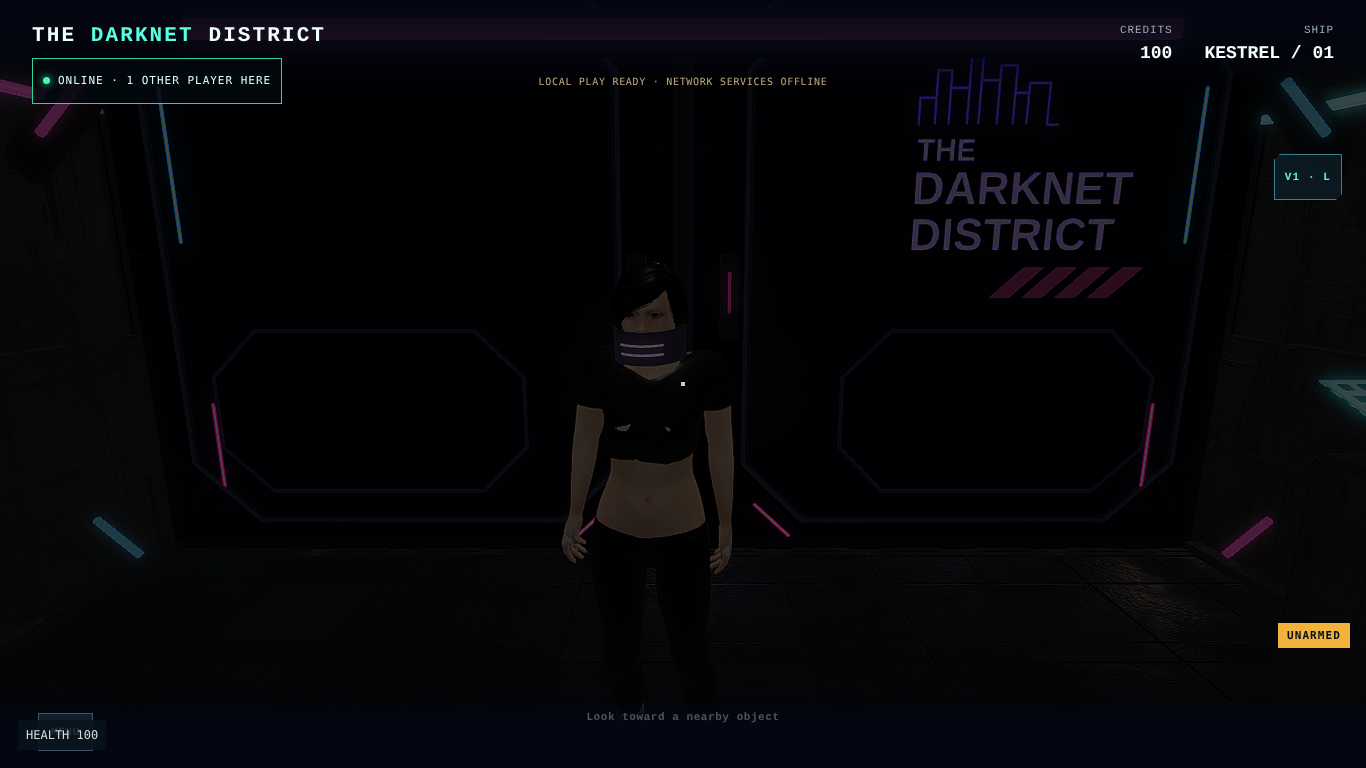 THE DARKNET DISTRICT
CREDITS
100
SHIP
KESTREL / 01
ONLINE · 1 OTHER PLAYER HERE
LOCAL PLAY READY · NETWORK SERVICES OFFLINE
THE
DARKNET
DISTRICT
V1 · L
UNARMED
Look toward a nearby object
HEALTH 100